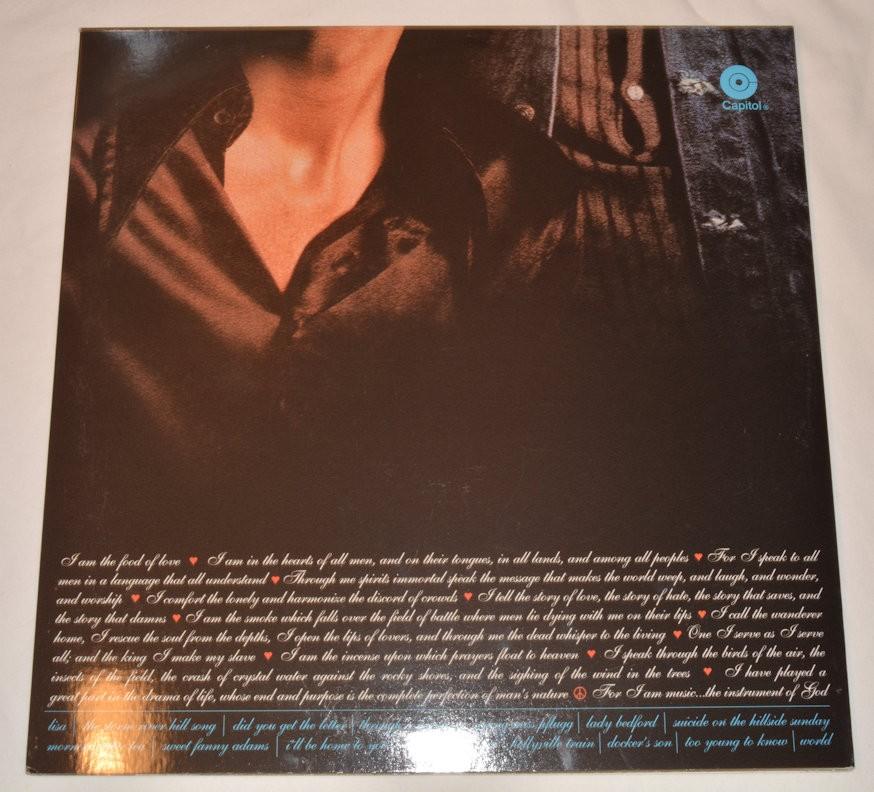 Capitol®
I am the food of love ♥ I am in the hearts of all men, and on their tongues, in all lands, and among all peoples ♥ For I speak to all
men in a language that all understand ♥ Through me spirits immortal speak the message that makes the world weep, and laugh, and wonder,
and worship ♥ I comfort the lonely and harmonize the discord of crowds ♥ I tell the story of love, the story of hate, the story that saves, and
the story that damns ♥ I am the smoke which falls over the field of battle where men lie dying with me on their lips ♥ I call the wanderer
home, I rescue the soul from the depths, I open the lips of lovers, and through me the dead whisper to the living ♥ One I serve as I serve
all; and the king I make my slave ♥ I am the incense upon which prayers float to heaven ♥ I speak through the birds of the air, the
insects of the field, the crash of crystal water against the rocky shores, and the sighing of the wind in the trees ♥ I have played a
great part in the drama of life, whose end and purpose is the complete perfection of man's nature ☮ For I am music...the instrument of God
lisa | the storm river hill song | did you get the letter | through pflugg | lady bedford | suicide on the hillside sunday
tea | sweet fanny adams | i'll be home to kellyville train | docker's son | too young to know | world